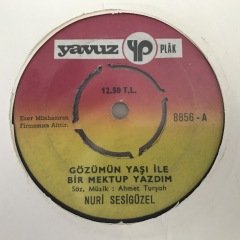 yavuz YP PLÂK
12.50 T.L.
Eser Münhasıran
Firmamıza Aittir.
8856-A
GÖZÜMÜN YAŞI İLE
BİR MEKTUP YAZDIM
Söz, Müzik : Ahmet Turşah
NURİ SESİGÜZEL